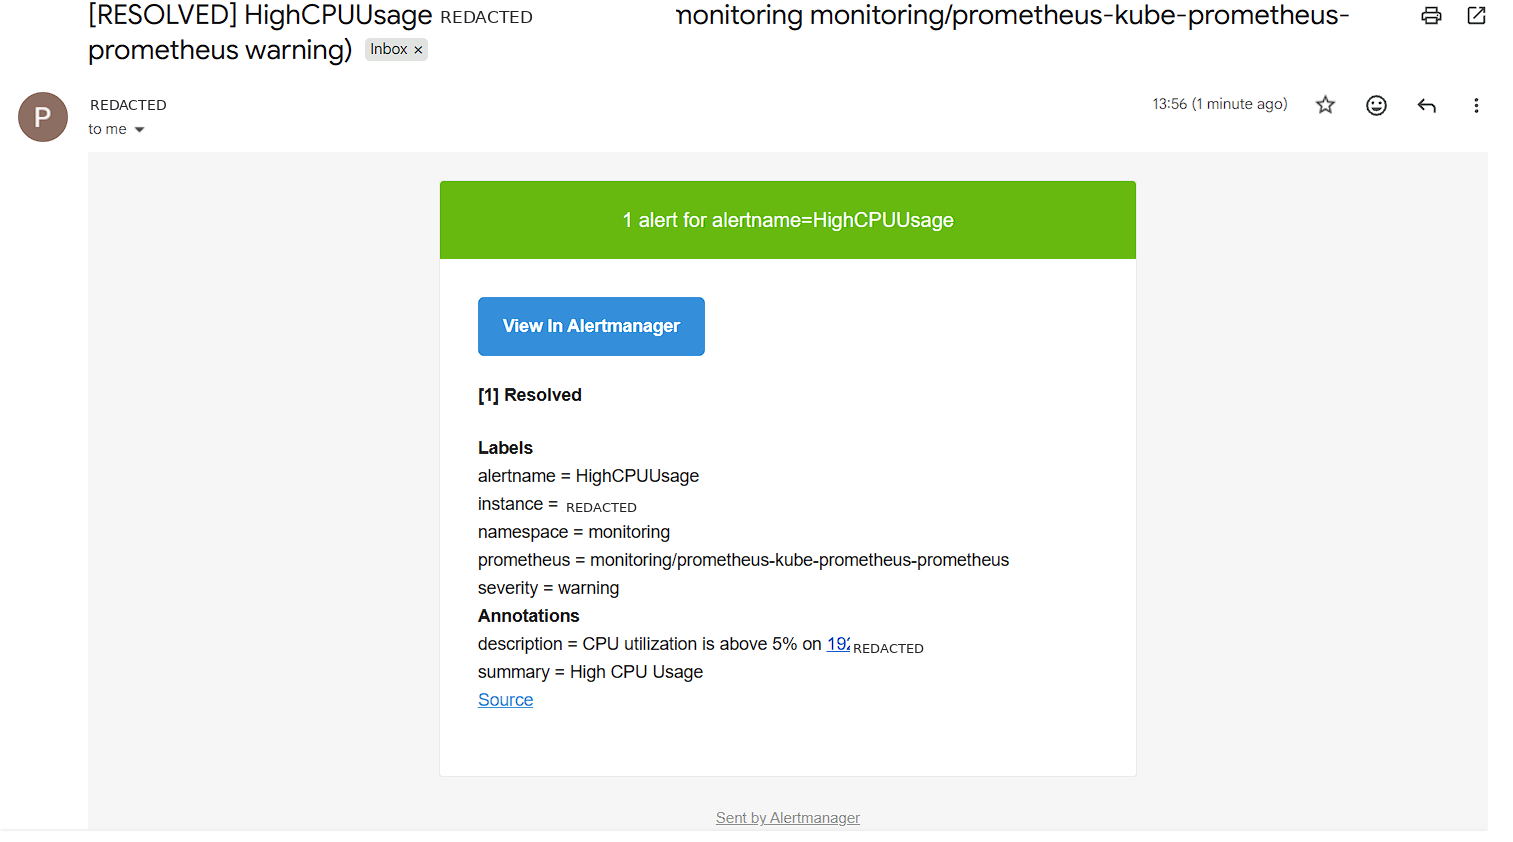 [RESOLVED] HighCPUUsage REDACTED monitoring monitoring/prometheus-kube-prometheus-
prometheus warning) Inbox ×
P
REDACTED
13:56 (1 minute ago)
to me
1 alert for alertname=HighCPUUsage
View In Alertmanager
[1] Resolved
Labels
alertname = HighCPUUsage
instance = REDACTED
namespace = monitoring
prometheus = monitoring/prometheus-kube-prometheus-prometheus
severity = warning
Annotations
description = CPU utilization is above 5% on 192 REDACTED
summary = High CPU Usage
Source
Sent by Alertmanager